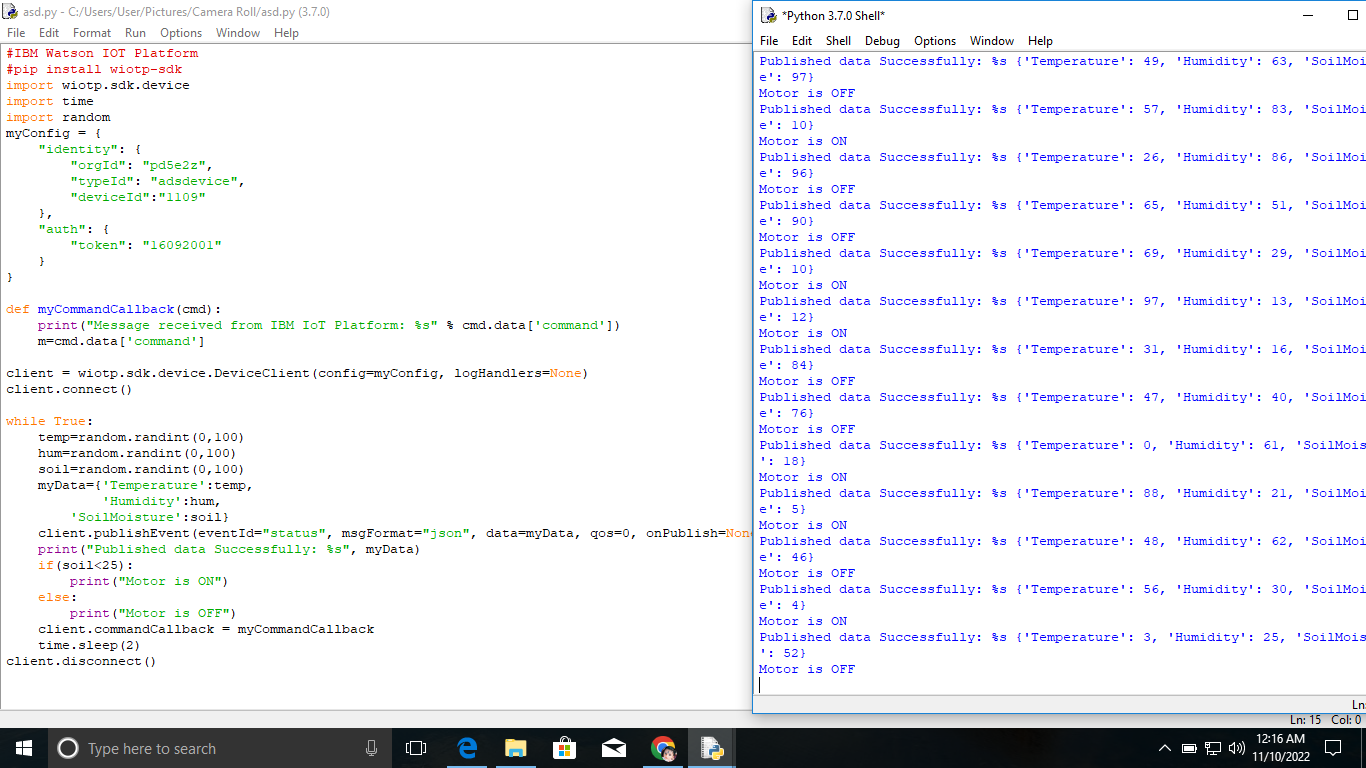 asd.py - C:/Users/User/Pictures/Camera Roll/asd.py (3.7.0)
File Edit Format Run Options Window Help
#IBM Watson IOT Platform
#pip install wiotp-sdk
import wiotp.sdk.device
import time
import random
myConfig = {
    "identity": {
        "orgId": "pd5e2z",
        "typeId": "adsdevice",
        "deviceId":"1109"
    },
    "auth": {
        "token": "16092001"
    }
}
def myCommandCallback(cmd):
    print("Message received from IBM IoT Platform: %s" % cmd.data['command'])
    m=cmd.data['command']
client = wiotp.sdk.device.DeviceClient(config=myConfig, logHandlers=None)
client.connect()
while True:
    temp=random.randint(0,100)
    hum=random.randint(0,100)
    soil=random.randint(0,100)
    myData={'Temperature':temp,
            'Humidity':hum,
        'SoilMoisture':soil}
    client.publishEvent(eventId="status", msgFormat="json", data=myData, qos=0, onPublish=None
    print("Published data Successfully: %s", myData)
    if(soil<25):
        print("Motor is ON")
    else:
        print("Motor is OFF")
    client.commandCallback = myCommandCallback
    time.sleep(2)
client.disconnect()
*Python 3.7.0 Shell*
File Edit Shell Debug Options Window Help
Published data Successfully: %s {'Temperature': 49, 'Humidity': 63, 'SoilMoi
e': 97}
Motor is OFF
Published data Successfully: %s {'Temperature': 57, 'Humidity': 83, 'SoilMoi
e': 10}
Motor is ON
Published data Successfully: %s {'Temperature': 26, 'Humidity': 86, 'SoilMoi
e': 96}
Motor is OFF
Published data Successfully: %s {'Temperature': 65, 'Humidity': 51, 'SoilMoi
e': 90}
Motor is OFF
Published data Successfully: %s {'Temperature': 69, 'Humidity': 29, 'SoilMoi
e': 10}
Motor is ON
Published data Successfully: %s {'Temperature': 97, 'Humidity': 13, 'SoilMoi
e': 12}
Motor is ON
Published data Successfully: %s {'Temperature': 31, 'Humidity': 16, 'SoilMoi
e': 84}
Motor is OFF
Published data Successfully: %s {'Temperature': 47, 'Humidity': 40, 'SoilMoi
e': 76}
Motor is OFF
Published data Successfully: %s {'Temperature': 0, 'Humidity': 61, 'SoilMois
': 18}
Motor is ON
Published data Successfully: %s {'Temperature': 88, 'Humidity': 21, 'SoilMoi
e': 5}
Motor is ON
Published data Successfully: %s {'Temperature': 48, 'Humidity': 62, 'SoilMoi
e': 46}
Motor is OFF
Published data Successfully: %s {'Temperature': 56, 'Humidity': 30, 'SoilMoi
e': 4}
Motor is ON
Published data Successfully: %s {'Temperature': 3, 'Humidity': 25, 'SoilMois
': 52}
Motor is OFF
Ln:
Ln: 15 Col: 0
Type here to search
12:16 AM
11/10/2022